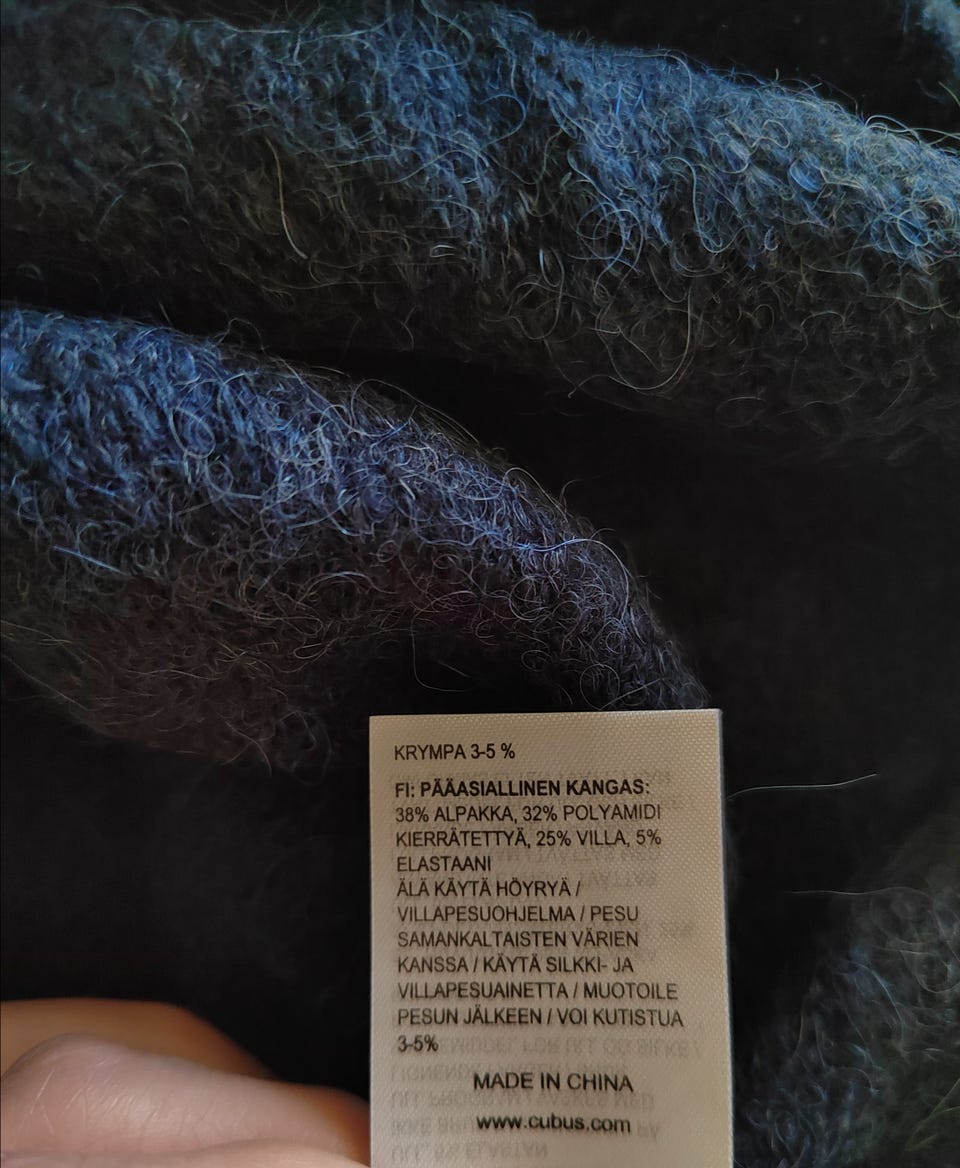 KRYMPA 3-5 %
FI: PÄÄASIALLINEN KANGAS:
38% ALPAKKA, 32% POLYAMIDI
KIERRÄTETTYÄ, 25% VILLA, 5%
ELASTAANI
ÄLÄ KÄYTÄ HÖYRYÄ /
VILLAPESUOHJELMA / PESU
SAMANKALTAISTEN VÄRIEN
KANSSA / KÄYTÄ SILKKI- JA
VILLAPESUAINETTA / MUOTOILE
PESUN JÄLKEEN / VOI KUTISTUA
3-5%
MADE IN CHINA
www.cubus.com